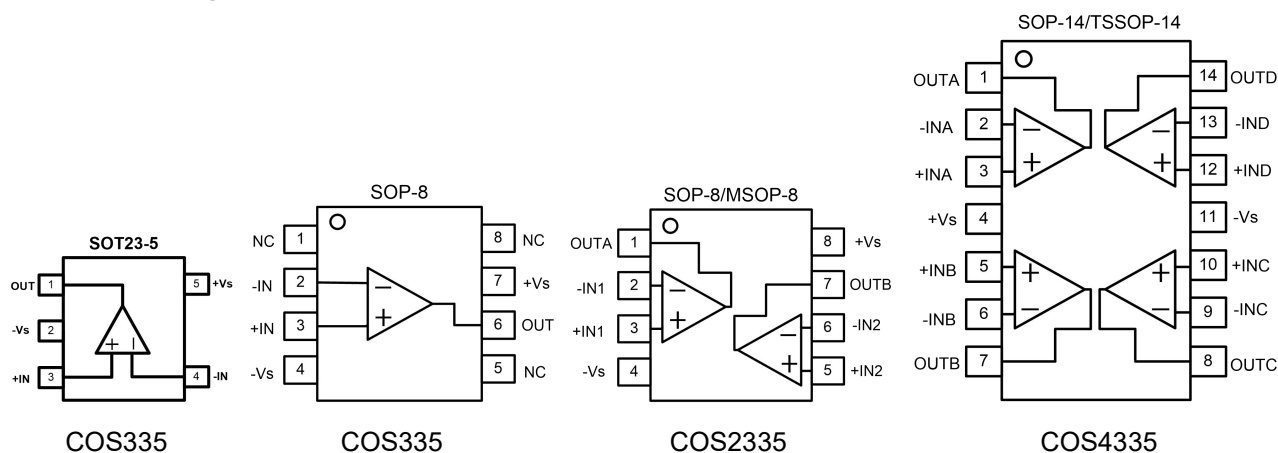 SOT23-5
OUT 1 5 +Vs
-Vs 2
+IN 3 4 -IN
COS335
SOP-8
NC 1 8 NC
-IN 2 7 +Vs
+IN 3 6 OUT
-Vs 4 5 NC
COS335
SOP-8/MSOP-8
OUTA 1 8 +Vs
-IN1 2 7 OUTB
+IN1 3 6 -IN2
-Vs 4 5 +IN2
COS2335
SOP-14/TSSOP-14
OUTA 1 14 OUTD
-INA 2 13 -IND
+INA 3 12 +IND
+Vs 4 11 -Vs
+INB 5 10 +INC
-INB 6 9 -INC
OUTB 7 8 OUTC
COS4335